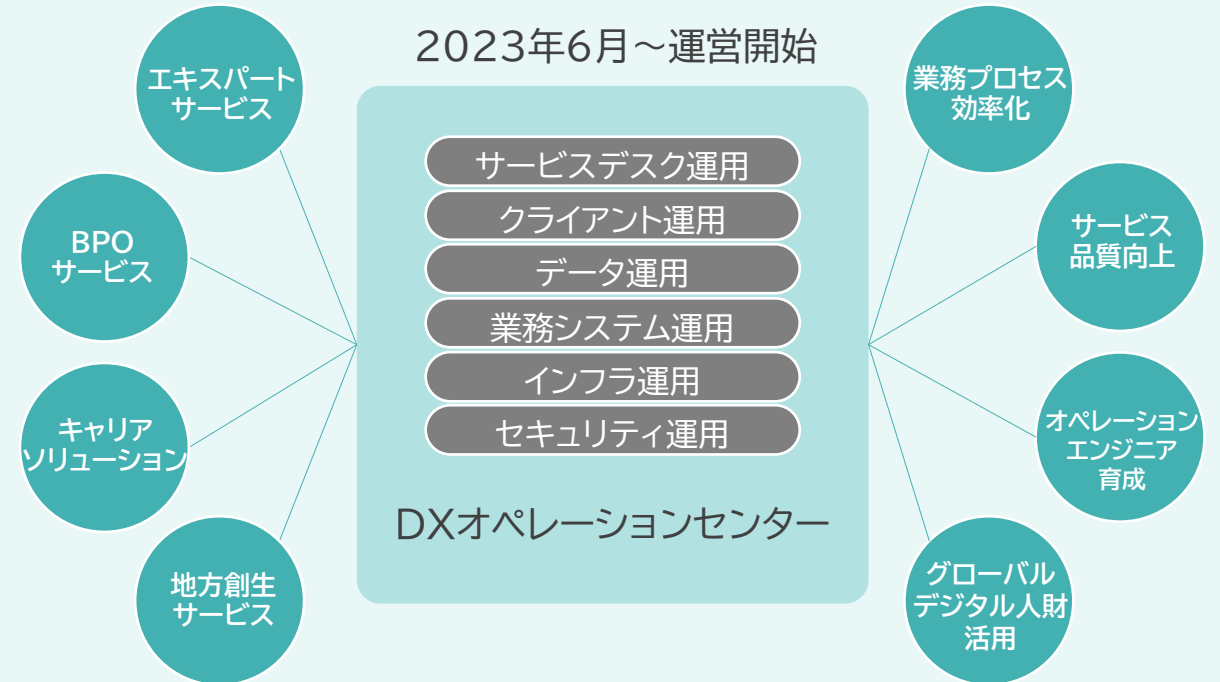 2023年6月～運営開始
エキスパート
サービス
BPO
サービス
キャリア
ソリューション
地方創生
サービス
サービスデスク運用
クライアント運用
データ運用
業務システム運用
インフラ運用
セキュリティ運用
DXオペレーションセンター
業務プロセス
効率化
サービス
品質向上
オペレーション
エンジニア
育成
グローバル
デジタル人財
活用